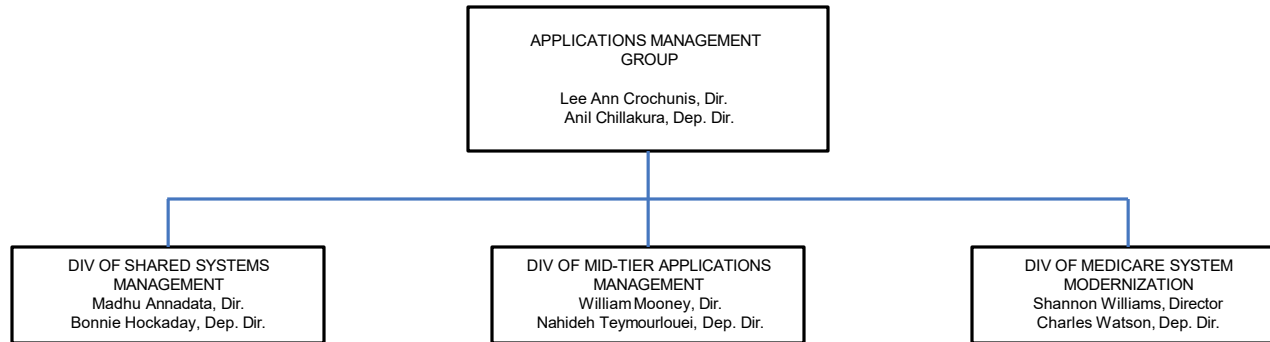 APPLICATIONS MANAGEMENT
GROUP
Lee Ann Crochunis, Dir.
Anil Chillakura, Dep. Dir.
DIV OF SHARED SYSTEMS
MANAGEMENT
Madhu Annadata, Dir.
Bonnie Hockaday, Dep. Dir.
DIV OF MID-TIER APPLICATIONS
MANAGEMENT
William Mooney, Dir.
Nahideh Teymourlouei, Dep. Dir.
DIV OF MEDICARE SYSTEM
MODERNIZATION
Shannon Williams, Director
Charles Watson, Dep. Dir.